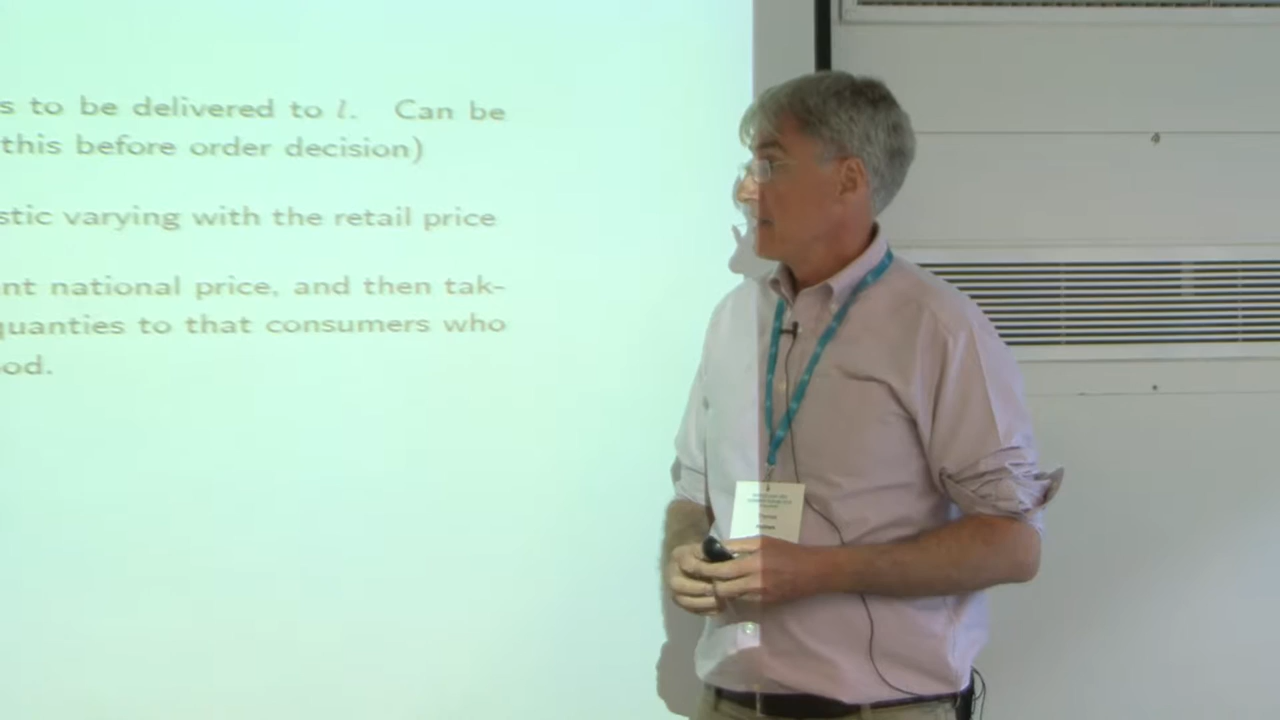 s to be delivered to l. Can be
this before order decision)
stic varying with the retail price
nt national price, and then tak-
quanties to that consumers who
od.
Thomas